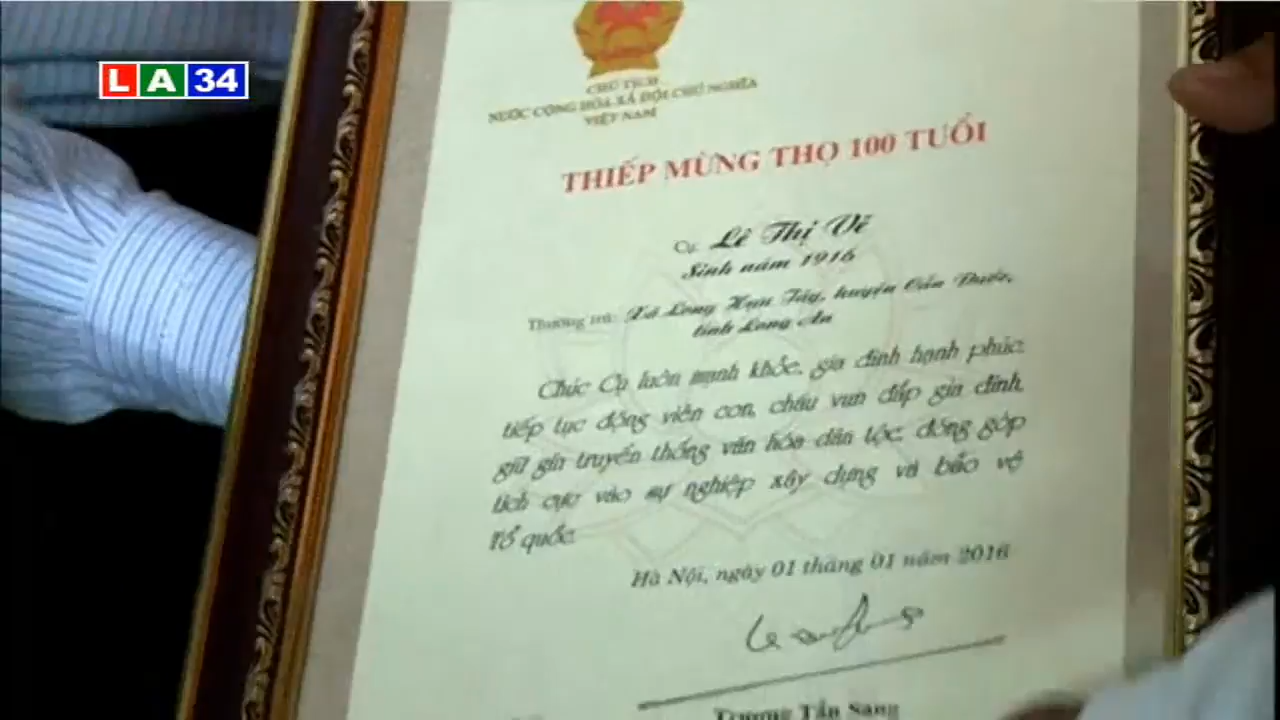 LA34
CHỦ TỊCH
NƯỚC CỘNG HÒA XÃ HỘI CHỦ NGHĨA
VIỆT NAM
THIẾP MỪNG THỌ 100 TUỔI
Cụ: Lê Thị Vẽ
Sinh năm 1916
Thường trú: Xã Long Hựu Tây, huyện Cần Đước,
tỉnh Long An
Chúc Cụ luôn mạnh khỏe, gia đình hạnh phúc,
tiếp tục động viên con, cháu vun đắp gia đình,
giữ gìn truyền thống văn hóa dân tộc, đóng góp
tích cực vào sự nghiệp xây dựng và bảo vệ
Tổ quốc.
Hà Nội, ngày 01 tháng 01 năm 2016
Trương Tấn Sang